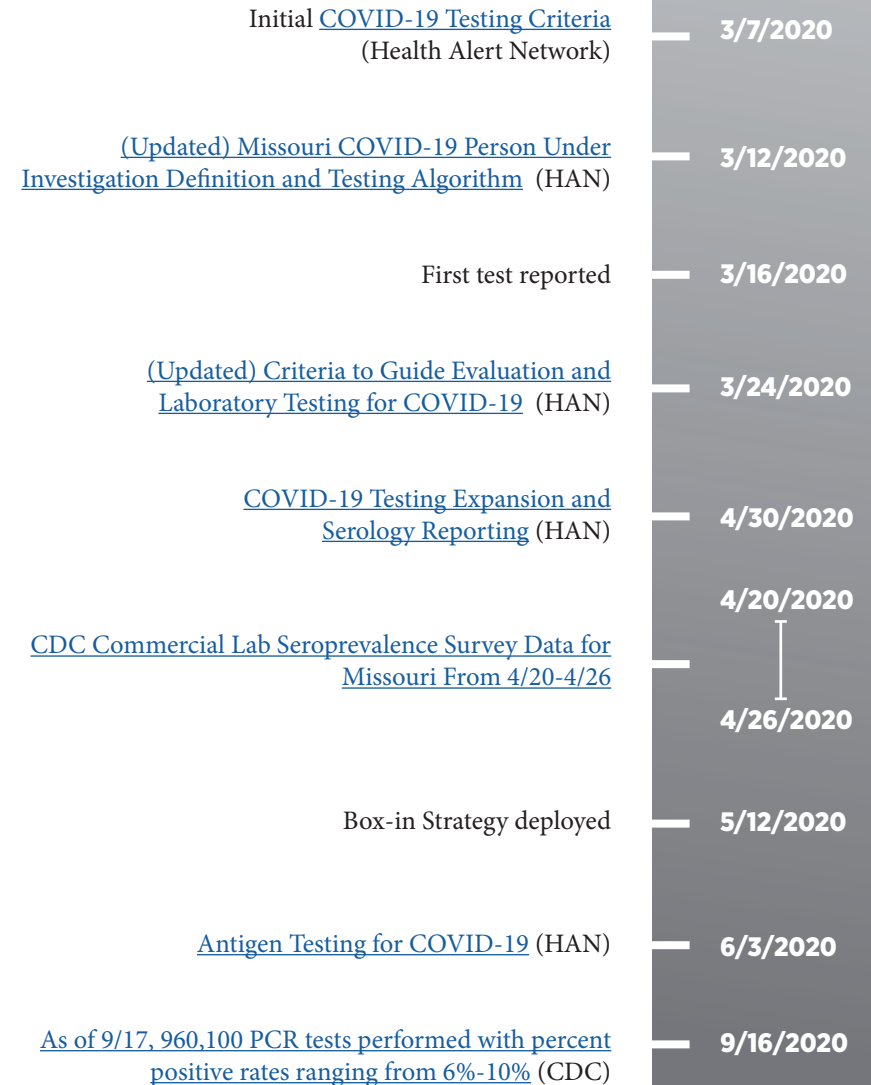 Initial COVID-19 Testing Criteria
(Health Alert Network)
3/7/2020
(Updated) Missouri COVID-19 Person Under
Investigation Definition and Testing Algorithm (HAN)
3/12/2020
First test reported
3/16/2020
(Updated) Criteria to Guide Evaluation and
Laboratory Testing for COVID-19 (HAN)
3/24/2020
COVID-19 Testing Expansion and
Serology Reporting (HAN)
4/30/2020
CDC Commercial Lab Seroprevalence Survey Data for
Missouri From 4/20-4/26
4/20/2020
4/26/2020
Box-in Strategy deployed
5/12/2020
Antigen Testing for COVID-19 (HAN)
6/3/2020
As of 9/17, 960,100 PCR tests performed with percent
positive rates ranging from 6%-10% (CDC)
9/16/2020